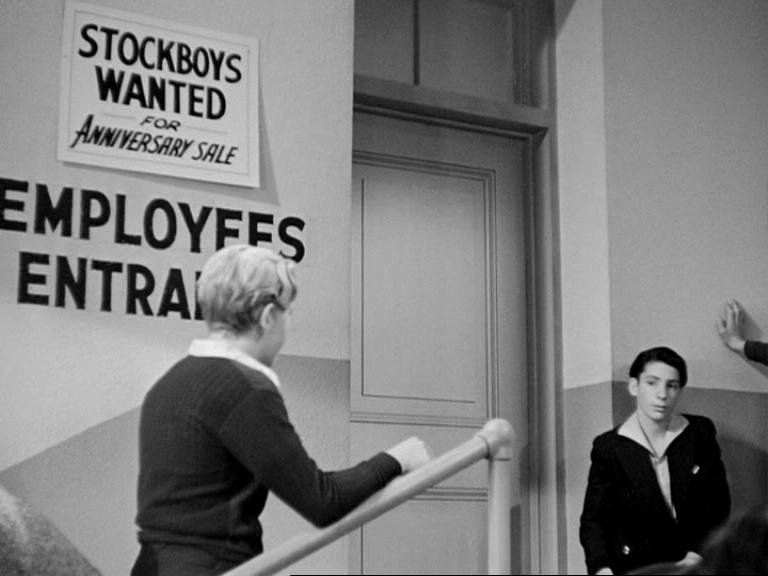 STOCKBOYS
WANTED
FOR
ANNIVERSARY SALE
EMPLOYEES
ENTRA